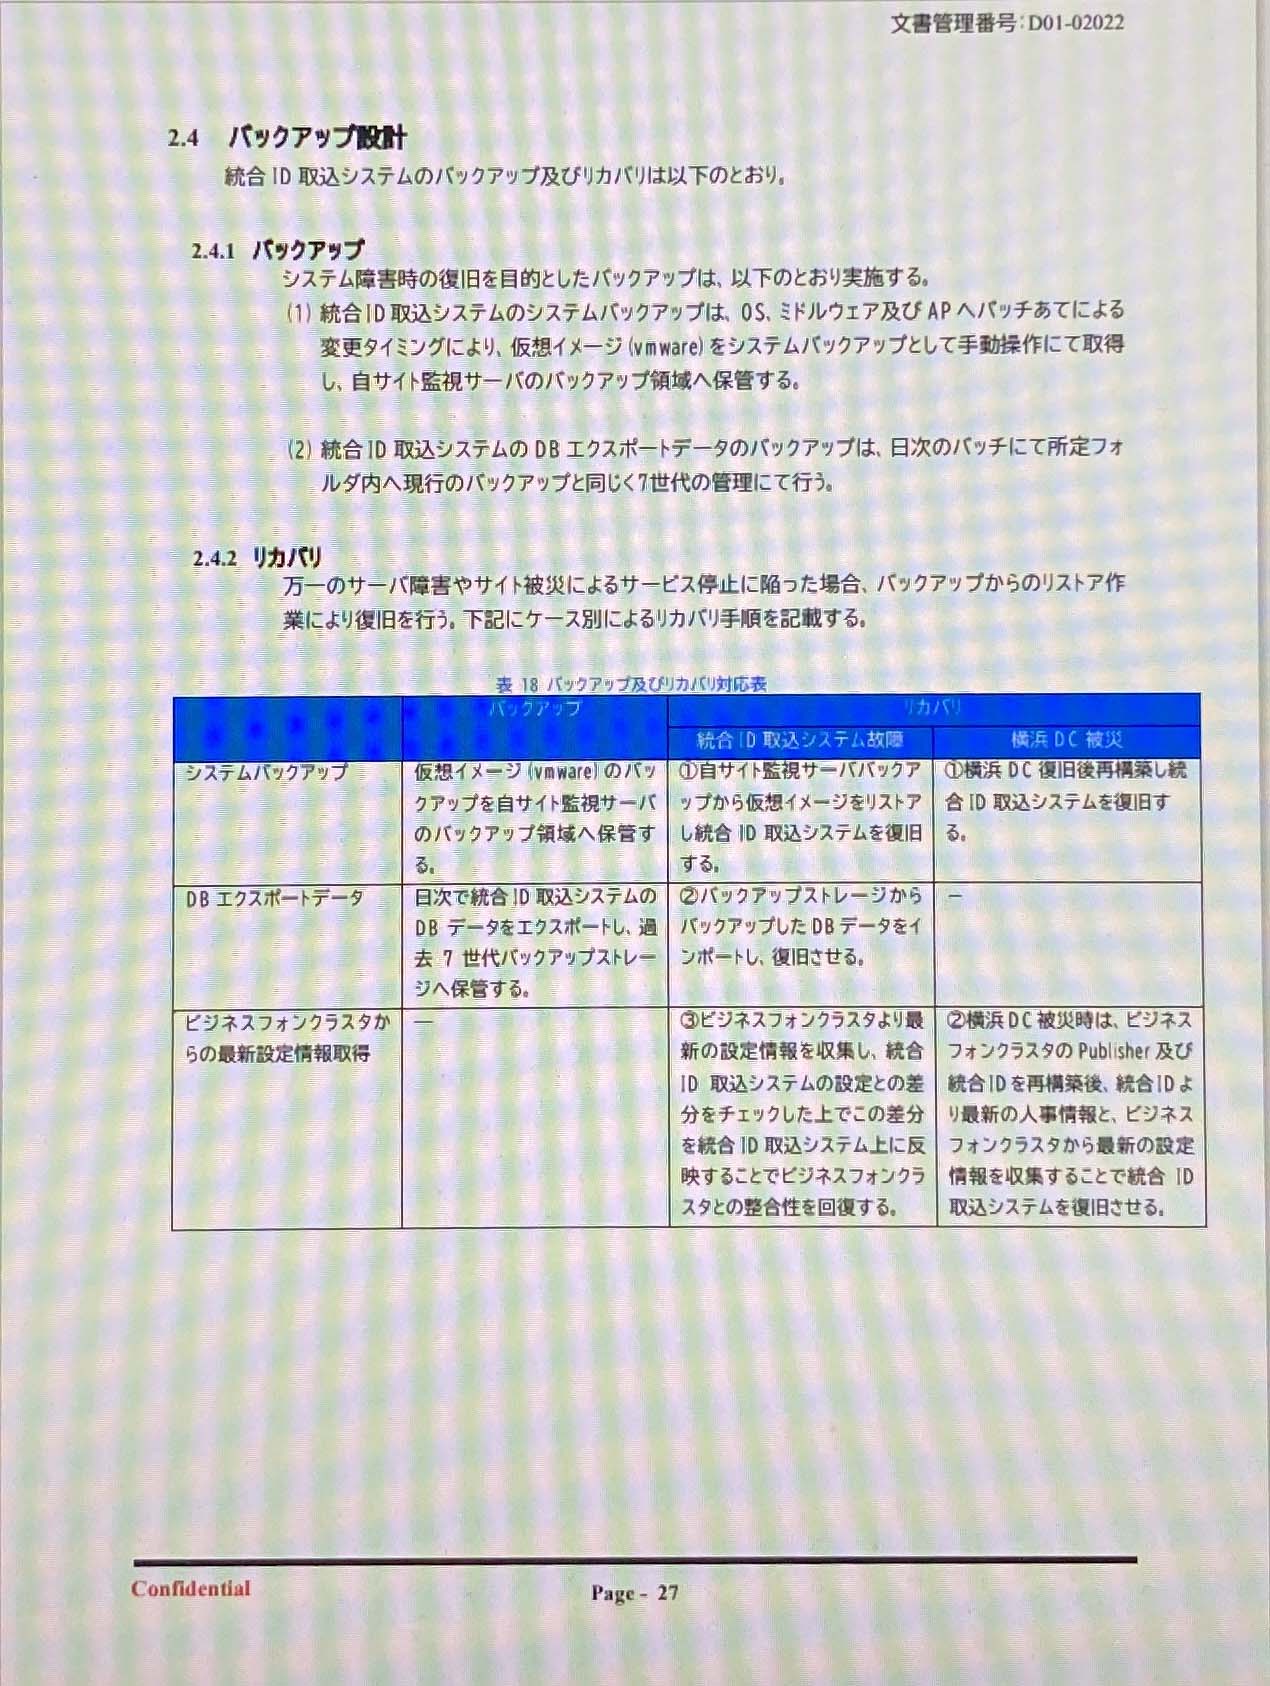 文書管理番号:D01-02022
2.4 バックアップ設計
統合 ID 取込システムのバックアップ及びリカバリは以下のとおり。
2.4.1 バックアップ
システム障害時の復旧を目的としたバックアップは、以下のとおり実施する。
(1) 統合 ID 取込システムのシステムバックアップは、OS、ミドルウェア及び AP へパッチあてによる
変更タイミングにより、仮想イメージ(vmware)をシステムバックアップとして手動操作にて取得
し、自サイト監視サーバのバックアップ領域へ保管する。
(2) 統合 ID 取込システムの DB エクスポートデータのバックアップは、日次のバッチにて所定フォ
ルダ内へ現行のバックアップと同じく7世代の管理にて行う。
2.4.2 リカバリ
万一のサーバ障害やサイト被災によるサービス停止に陥った場合、バックアップからのリストア作
業により復旧を行う。下記にケース別によるリカバリ手順を記載する。
表 18 バックアップ及びリカバリ対応表
バックアップ
リカバリ
統合 ID 取込システム故障
横浜 DC 被災
システムバックアップ
仮想イメージ(vmware)のバッ
クアップを自サイト監視サーバ
のバックアップ領域へ保管す
る。
①自サイト監視サーババックア
ップから仮想イメージをリストア
し統合 ID 取込システムを復旧
する。
①横浜 DC 復旧後再構築し統
合 ID 取込システムを復旧す
る。
DB エクスポートデータ
日次で統合 ID 取込システムの
DB データをエクスポートし、過
去 7 世代バックアップストレー
ジへ保管する。
②バックアップストレージから
バックアップした DB データをイ
ンポートし、復旧させる。
－
ビジネスフォンクラスタか
らの最新設定情報取得
－
③ビジネスフォンクラスタより最
新の設定情報を収集し、統合
ID 取込システムの設定との差
分をチェックした上でこの差分
を統合 ID 取込システム上に反
映することでビジネスフォンクラ
スタとの整合性を回復する。
②横浜 DC 被災時は、ビジネス
フォンクラスタの Publisher 及び
統合 ID を再構築後、統合 ID よ
り最新の人事情報と、ビジネス
フォンクラスタから最新の設定
情報を収集することで統合 ID
取込システムを復旧させる。
Confidential
Page - 27